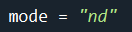 mode = "nd"